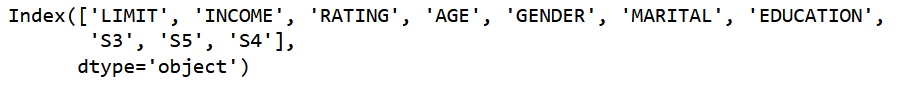 Index(['LIMIT', 'INCOME', 'RATING', 'AGE', 'GENDER', 'MARITAL', 'EDUCATION',
       'S3', 'S5', 'S4'],
      dtype='object')